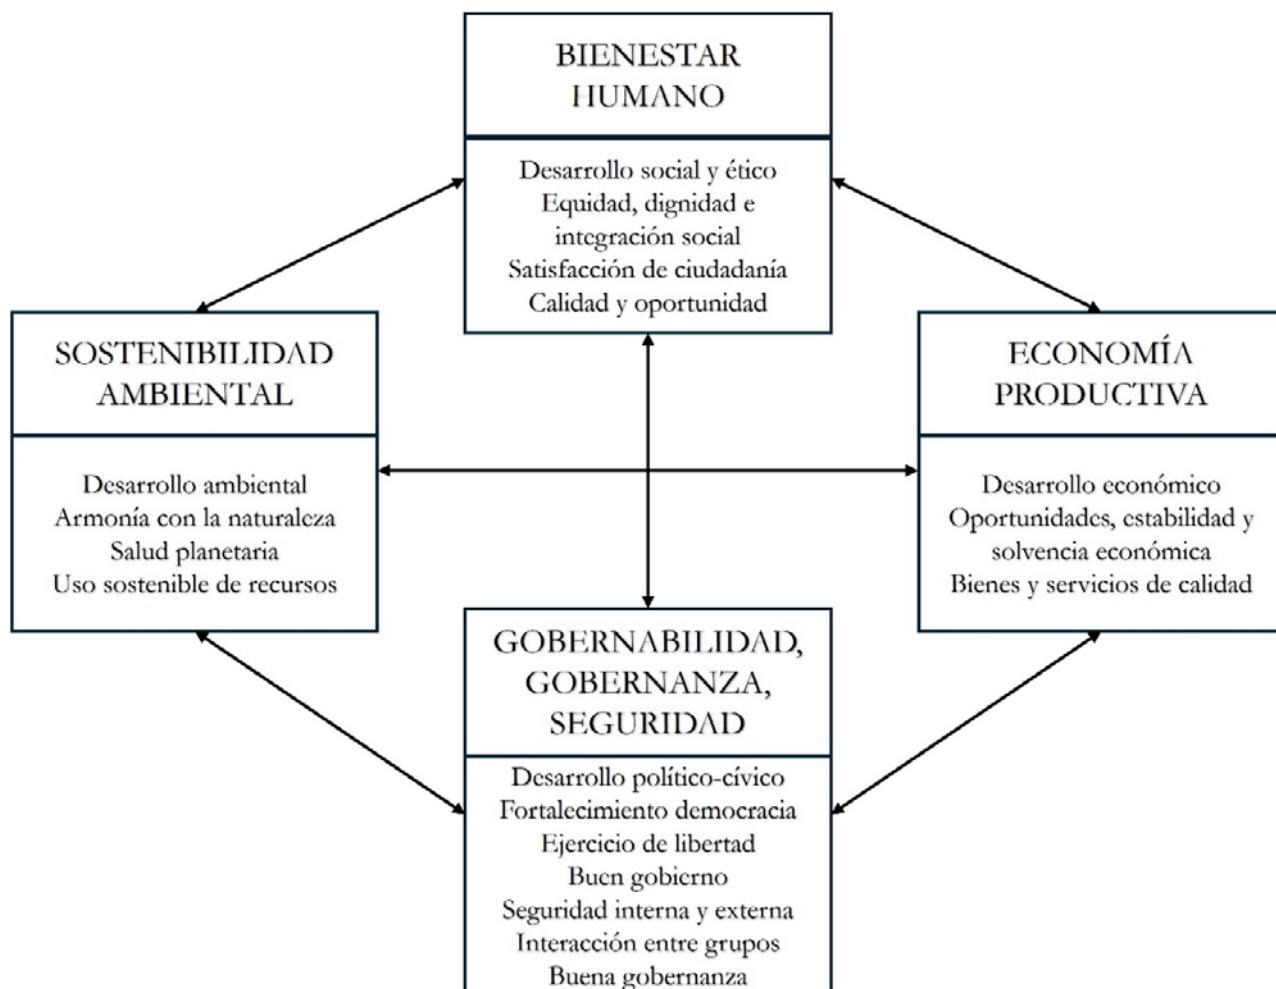 BIENESTAR
HUMANO
Desarrollo social y ético
Equidad, dignidad e
integración social
Satisfacción de ciudadanía
Calidad y oportunidad
SOSTENIBILIDAD
AMBIENTAL
Desarrollo ambiental
Armonía con la naturaleza
Salud planetaria
Uso sostenible de recursos
ECONOMÍA
PRODUCTIVA
Desarrollo económico
Oportunidades, estabilidad y
solvencia económica
Bienes y servicios de calidad
GOBERNABILIDAD,
GOBERNANZA,
SEGURIDAD
Desarrollo político-cívico
Fortalecimiento democracia
Ejercicio de libertad
Buen gobierno
Seguridad interna y externa
Interacción entre grupos
Buena gobernanza